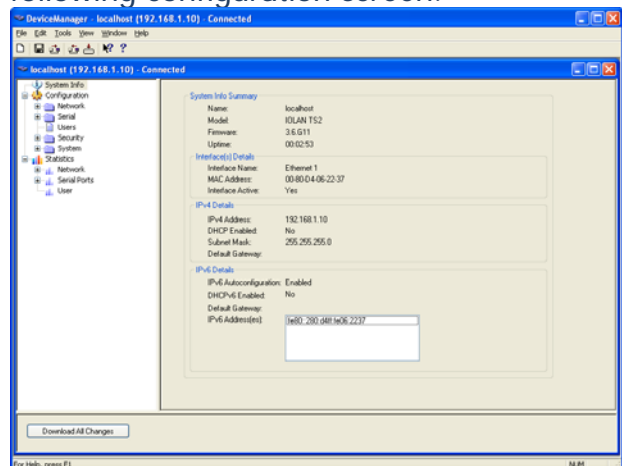 following configuration screen.
DeviceManager - localhost (192.168.1.10) - Connected
File Edit Tools View Window Help
localhost (192.168.1.10) - Connected
System Info
Configuration
Network
Serial
Users
Security
System
Statistics
Network
Serial Ports
User
System Info Summary
Name: localhost
Model: IOLAN TS2
Firmware: 3.6.G11
Uptime: 00:02:53
Interface(s) Details
Interface Name: Ethernet 1
MAC Address: 00-80-D4-06-22-37
Interface Active: Yes
IPv4 Details
IPv4 Address: 192.168.1.10
DHCP Enabled: No
Subnet Mask: 255.255.255.0
Default Gateway:
IPv6 Details
IPv6 Autoconfiguration: Enabled
DHCPv6 Enabled: No
Default Gateway:
IPv6 Address(es): fe80::280:d4ff:fe06:2237
Download All Changes
For Help, press F1
NUM